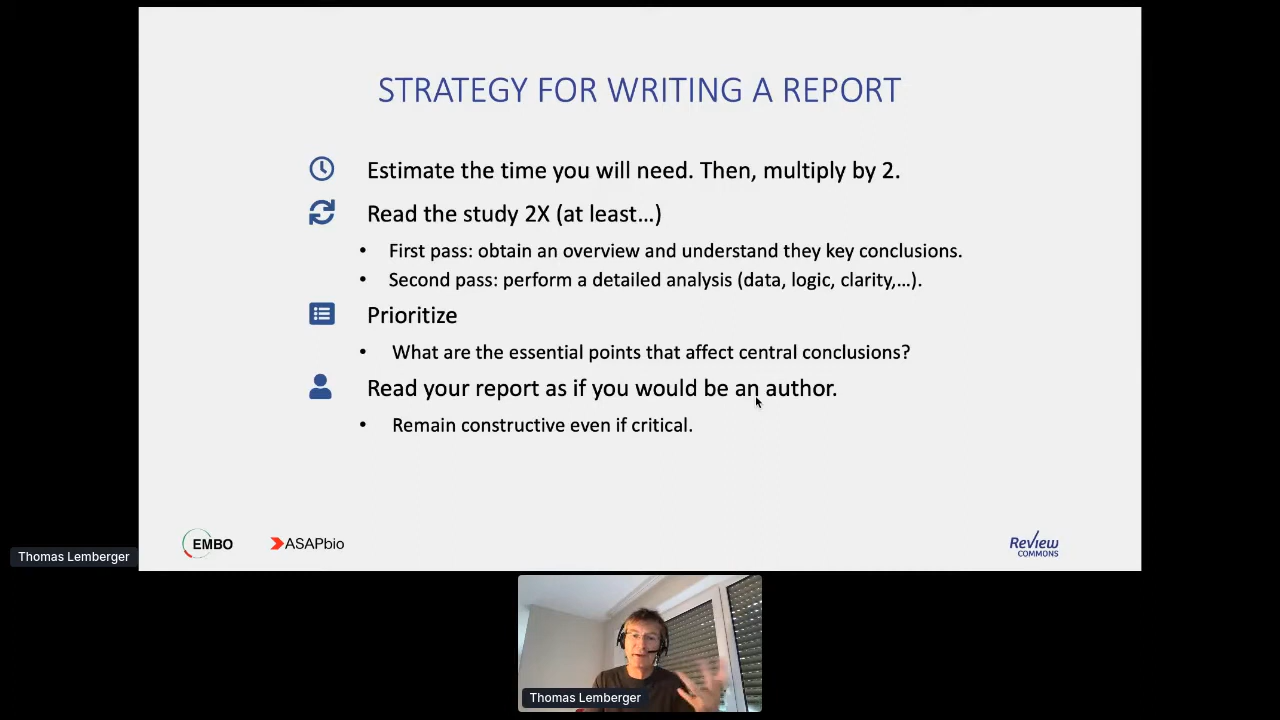 STRATEGY FOR WRITING A REPORT
Estimate the time you will need. Then, multiply by 2.
Read the study 2X (at least…)
• First pass: obtain an overview and understand they key conclusions.
• Second pass: perform a detailed analysis (data, logic, clarity,…).
Prioritize
• What are the essential points that affect central conclusions?
Read your report as if you would be an author.
• Remain constructive even if critical.
EMBO
ASAPbio
Review
COMMONS
Thomas Lemberger
Thomas Lemberger